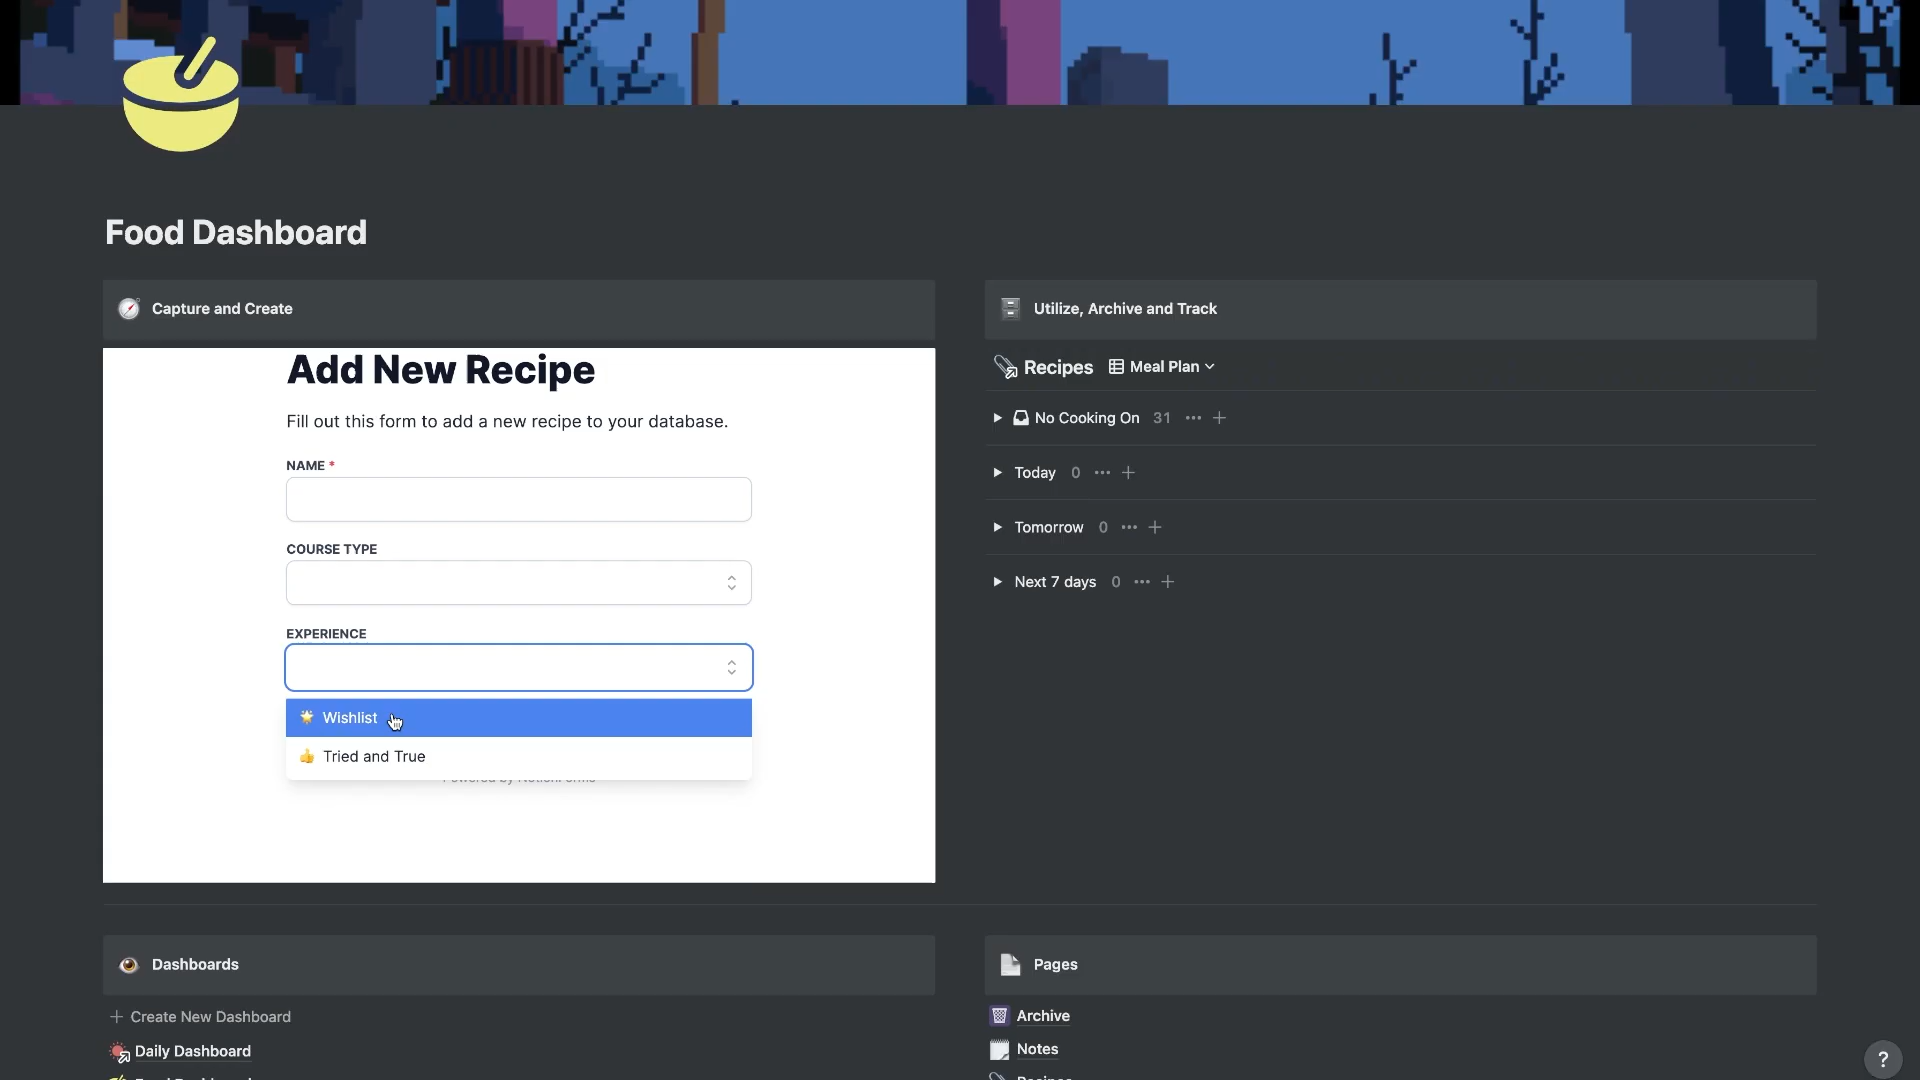 Food Dashboard
Capture and Create
Add New Recipe
Fill out this form to add a new recipe to your database.
NAME *
COURSE TYPE
EXPERIENCE
Wishlist
Tried and True
Utilize, Archive and Track
Recipes Meal Plan
No Cooking On 31 ··· +
Today 0 ··· +
Tomorrow 0 ··· +
Next 7 days 0 ··· +
Dashboards
+ Create New Dashboard
Daily Dashboard
Pages
Archive
Notes
?